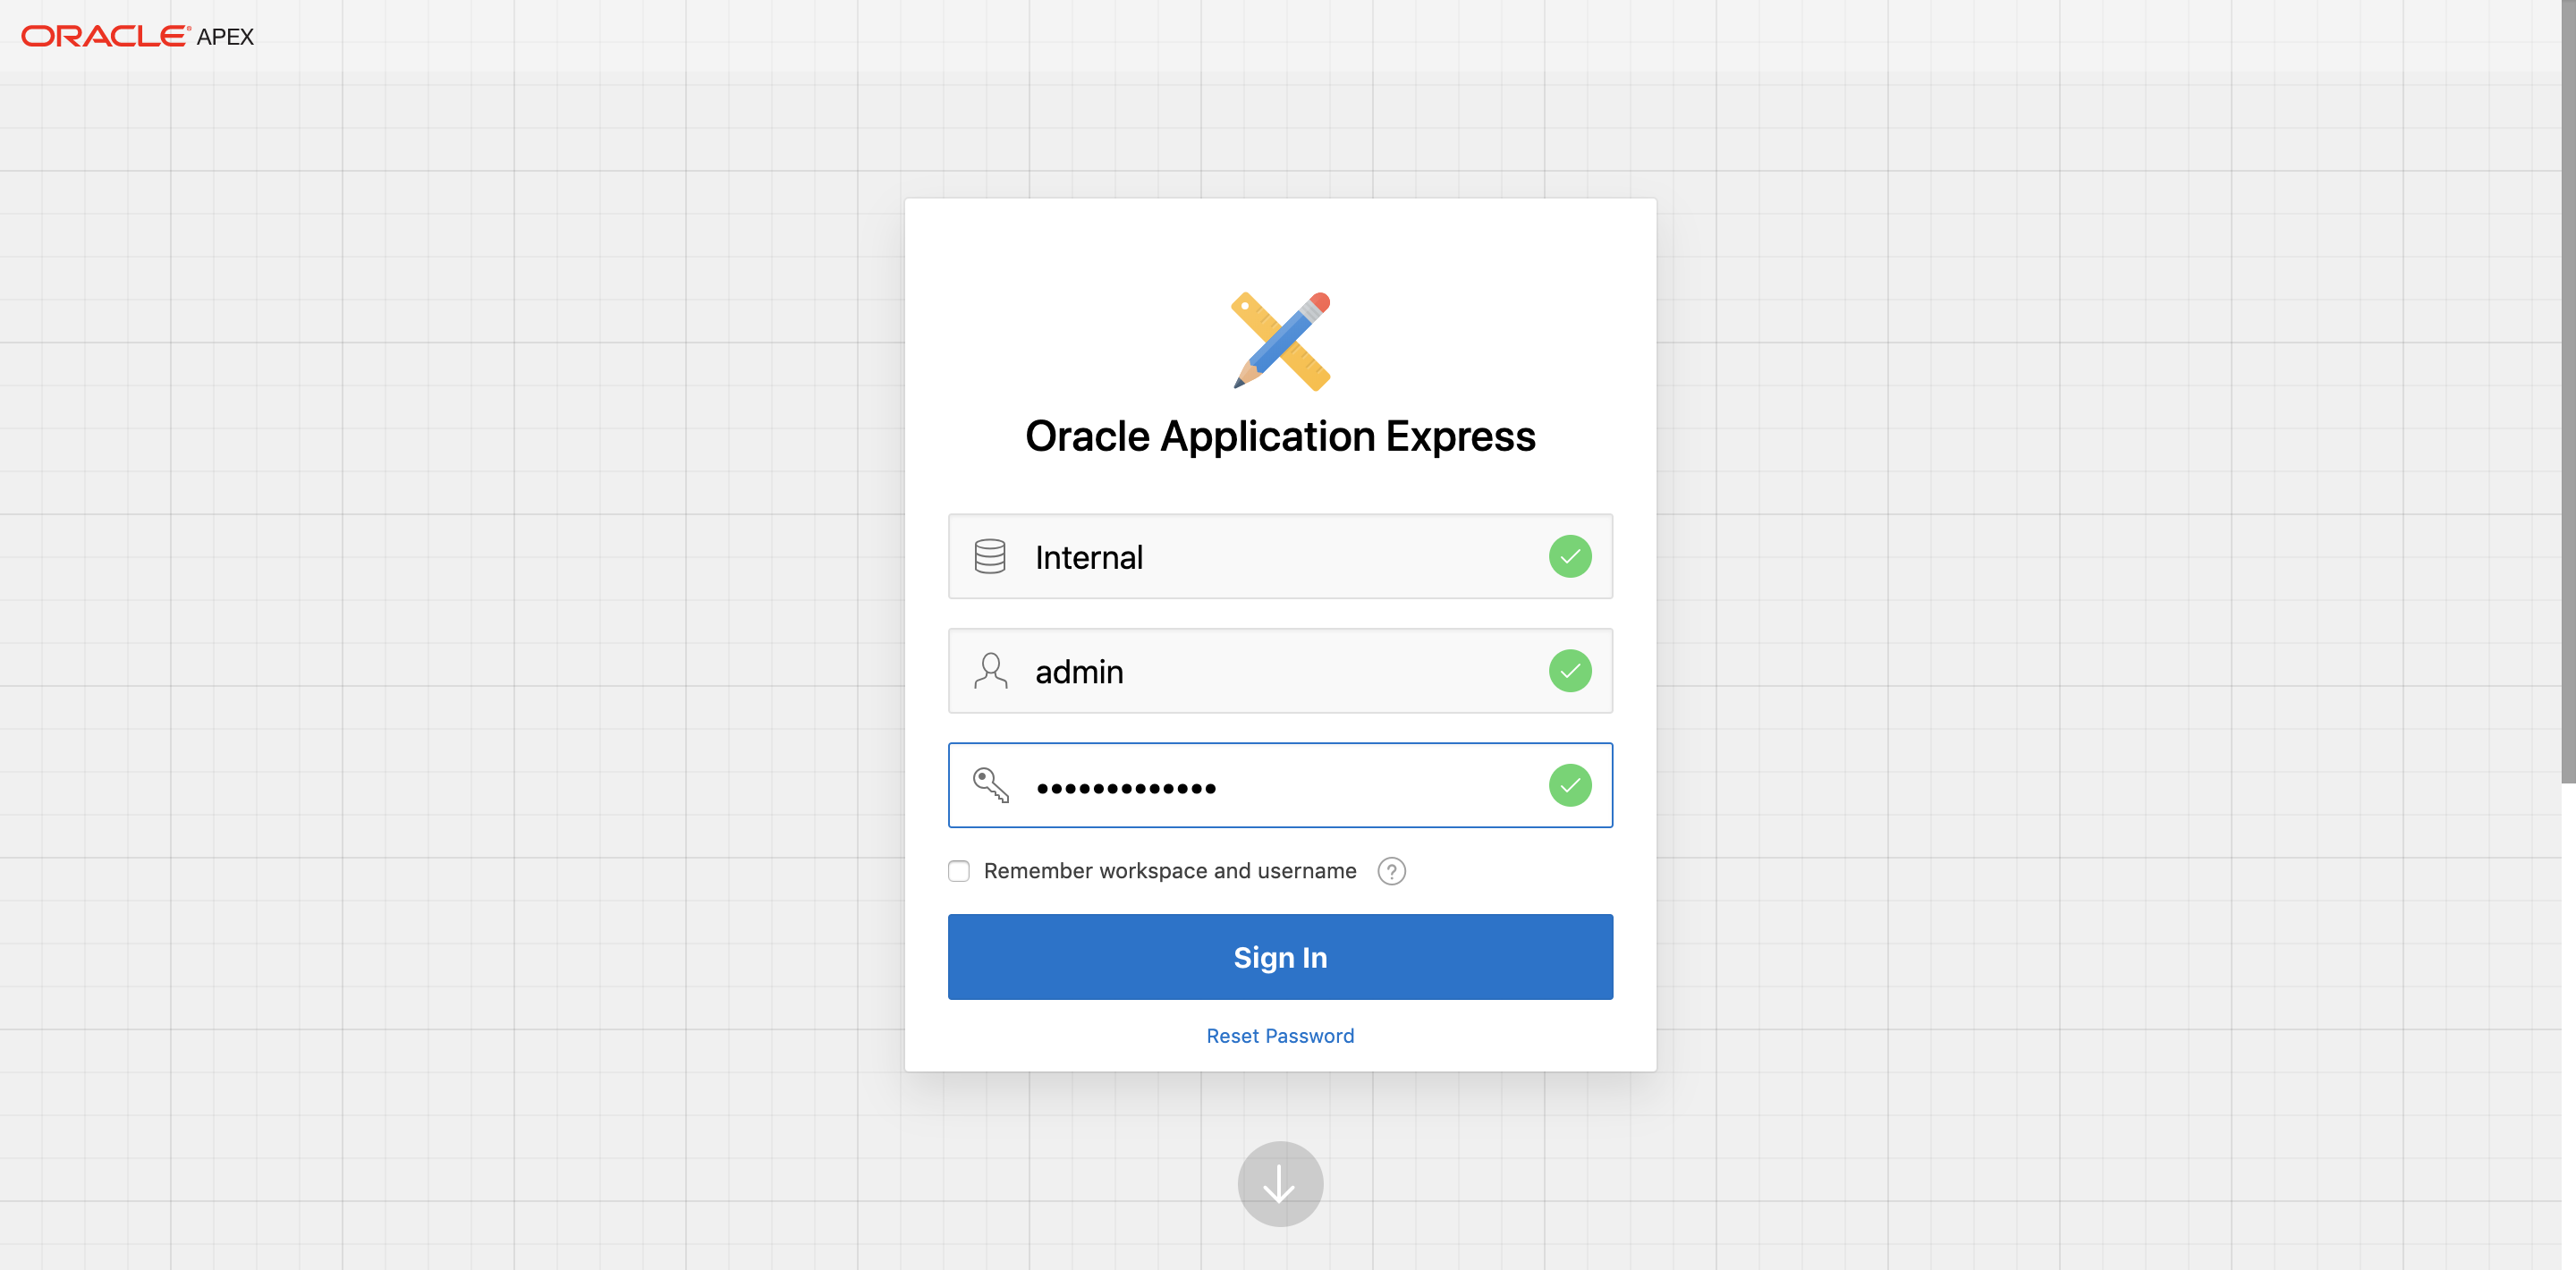 ORACLE® APEX
Oracle Application Express
Internal
admin
•••••••••••••
Remember workspace and username ?
Sign In
Reset Password